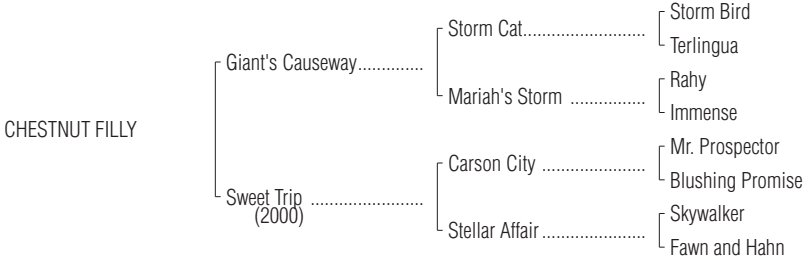 Storm Bird
Storm Cat..........................
Terlingua
Giant's Causeway..............
Rahy
Mariah's Storm ................
Immense
CHESTNUT FILLY
Mr. Prospector
Carson City ......................
Blushing Promise
Sweet Trip ........................
(2000)
Skywalker
Stellar Affair......................
Fawn and Hahn